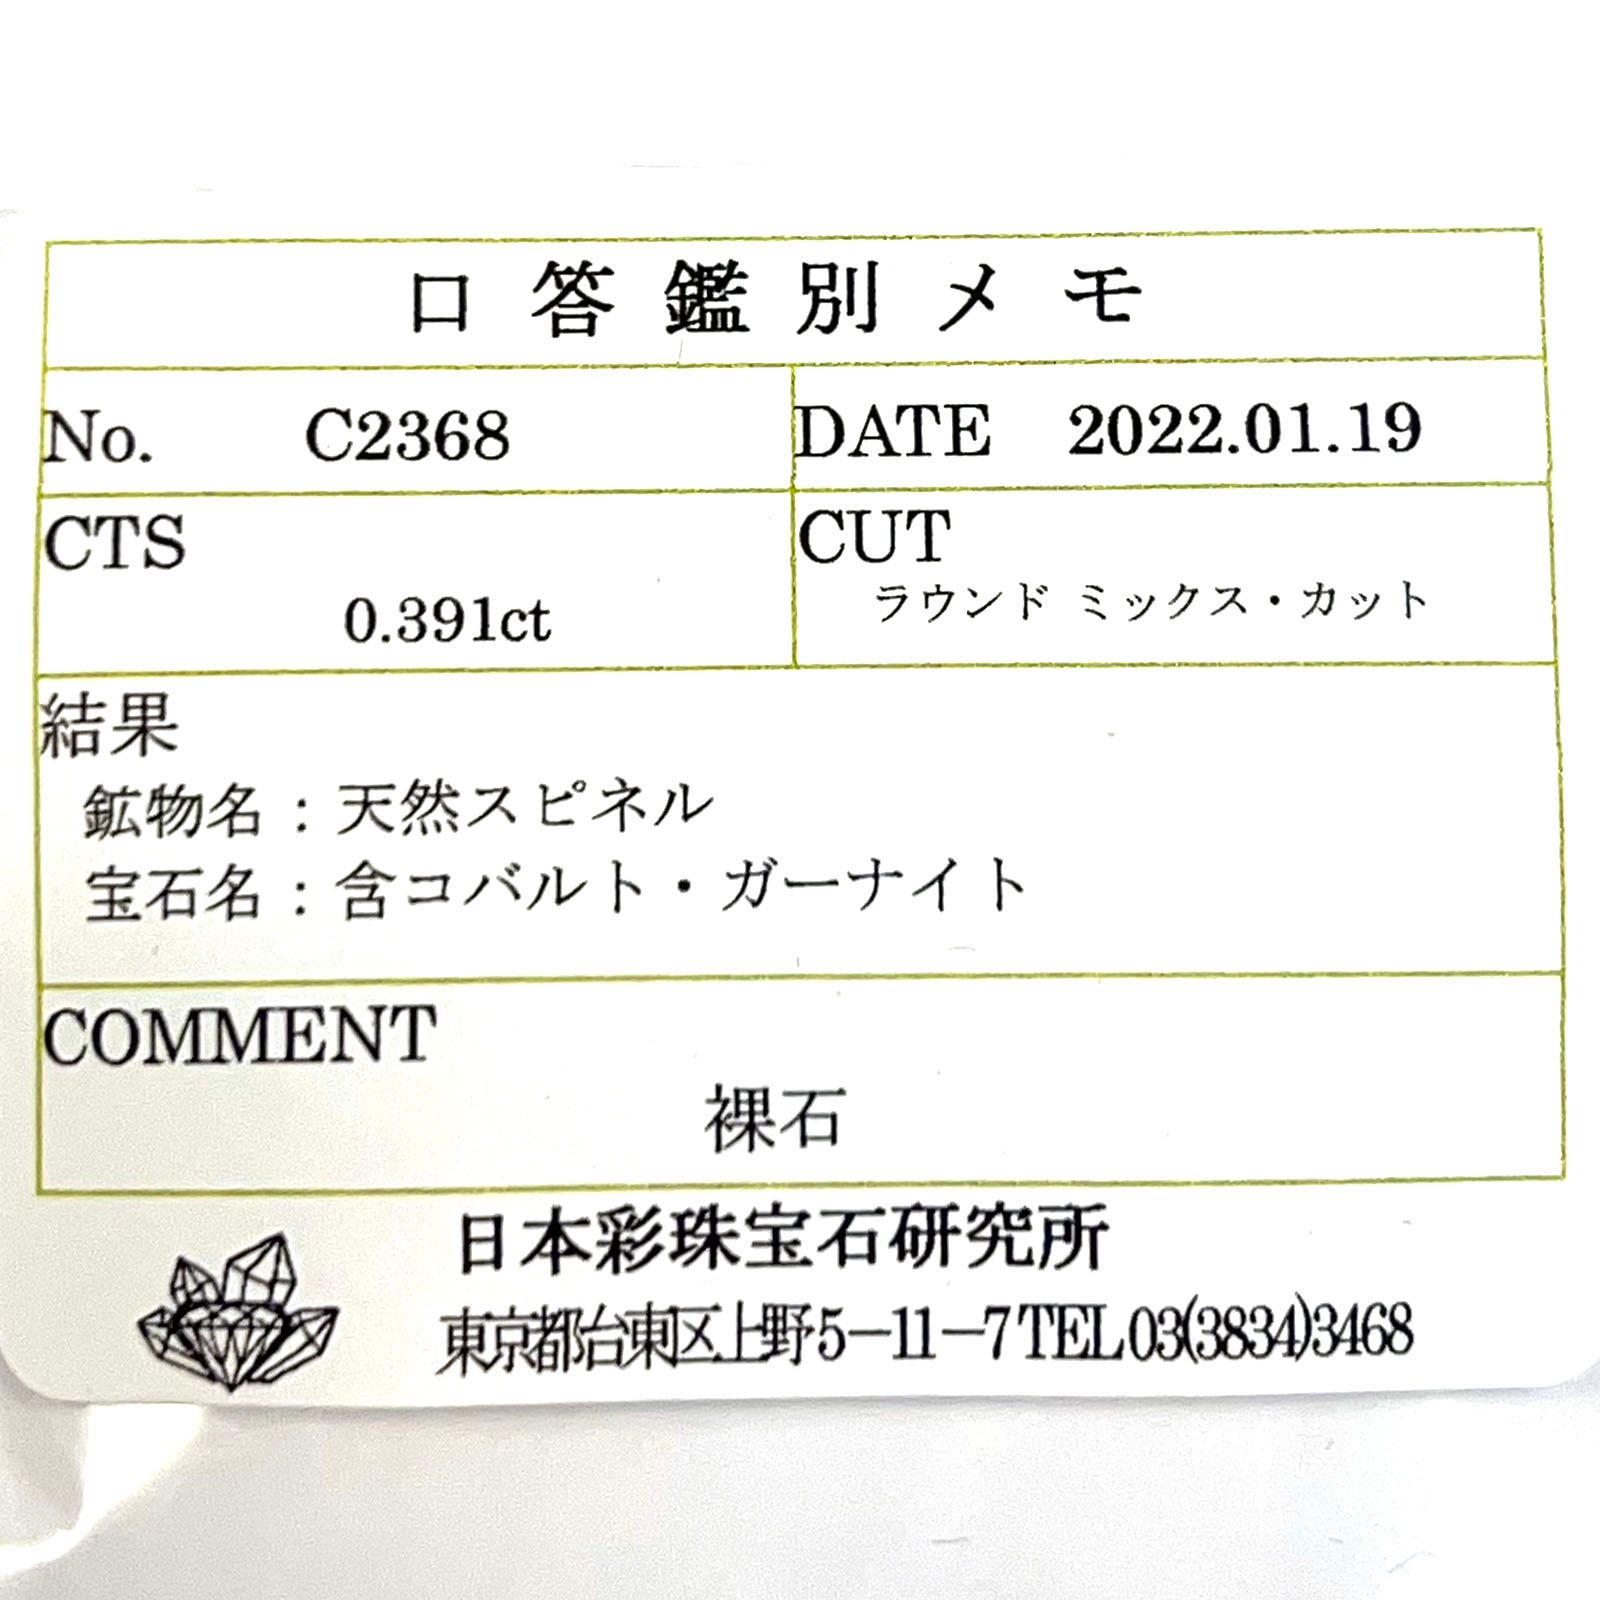 口答鑑別メモ
No. C2368 DATE 2022.01.19
CTS CUT
0.391ct ラウンド ミックス・カット
結果
鉱物名：天然スピネル
宝石名：含コバルト・ガーナイト
COMMENT
裸石
日本彩珠宝石研究所
東京都台東区上野5－11－7 TEL 03(3834)3468